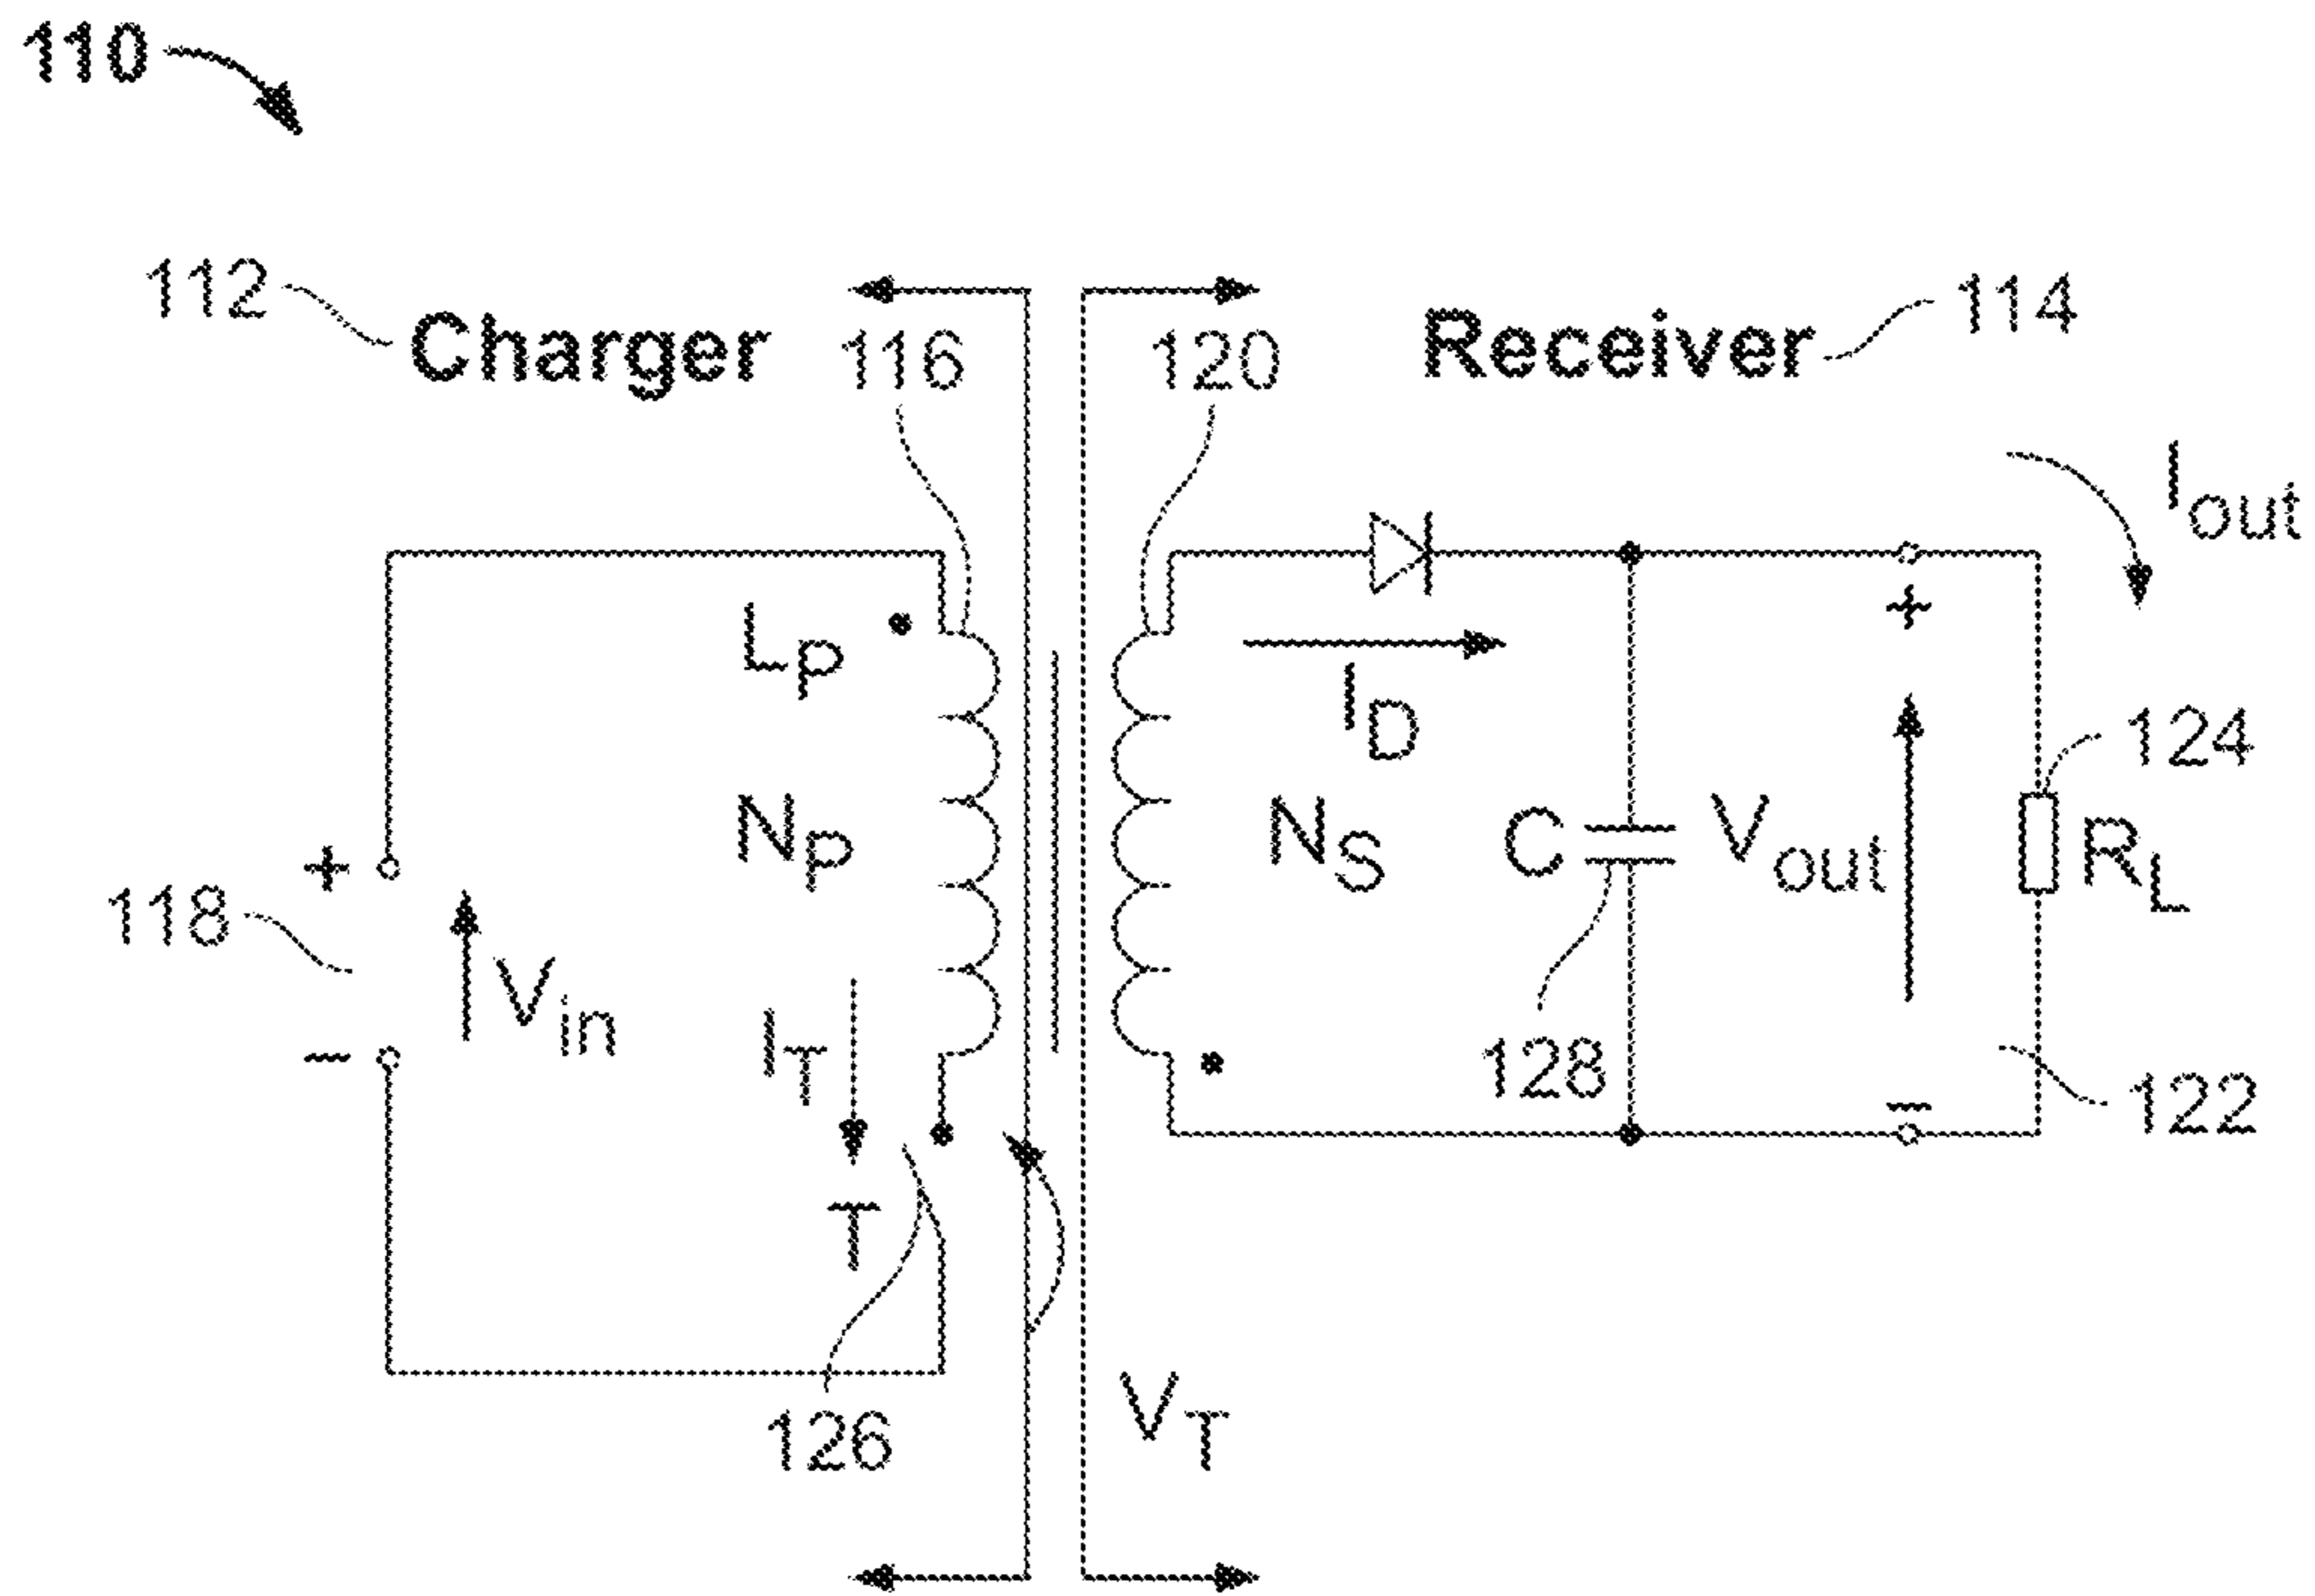 110
112
Charger
116
120
Receiver
114
Iout
LP
ID
124
NP
NS
C
Vout
RL
+
+
118
Vin
IT
128
122
−
−
T
126
VT